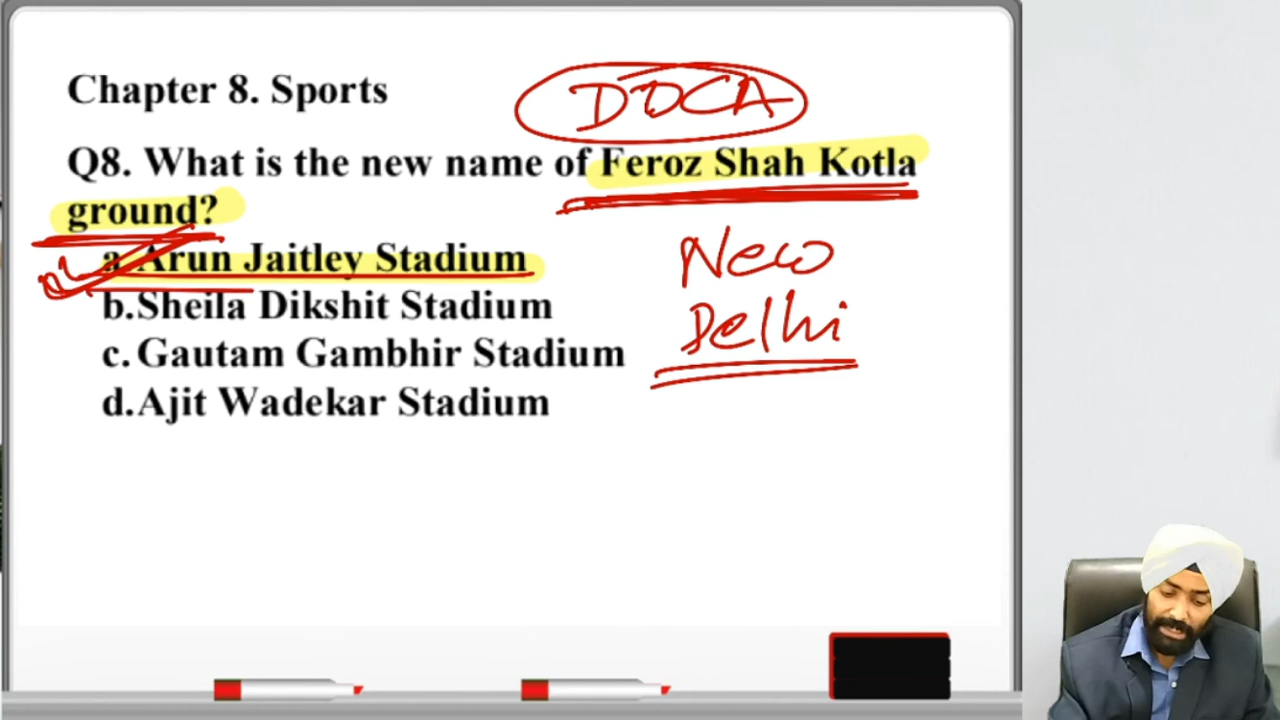 Chapter 8. Sports
DDCA
Q8. What is the new name of Feroz Shah Kotla
ground?
a. Arun Jaitley Stadium
b. Sheila Dikshit Stadium
c. Gautam Gambhir Stadium
d. Ajit Wadekar Stadium
New
Delhi